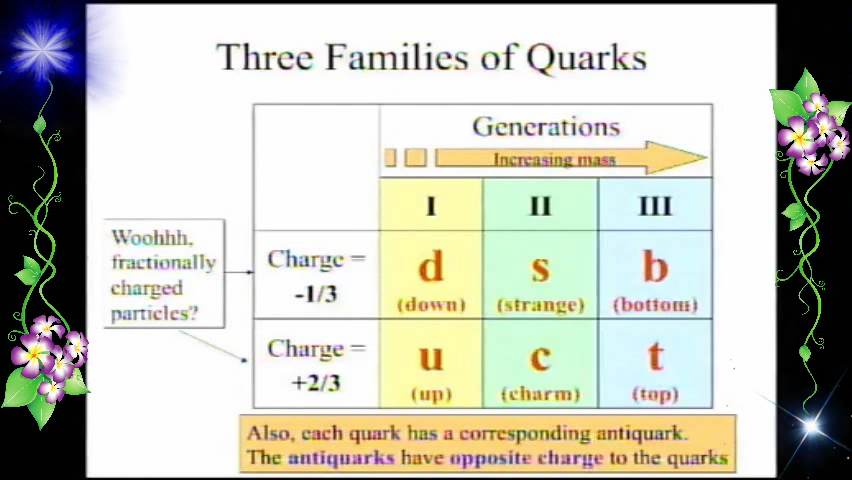 Three Families of Quarks
Generations
Increasing mass
I II III
Woohhh,
fractionally
charged
particles?
Charge =
-1/3
d s b
(down) (strange) (bottom)
Charge =
+2/3
u c t
(up) (charm) (top)
Also, each quark has a corresponding antiquark.
The antiquarks have opposite charge to the quarks